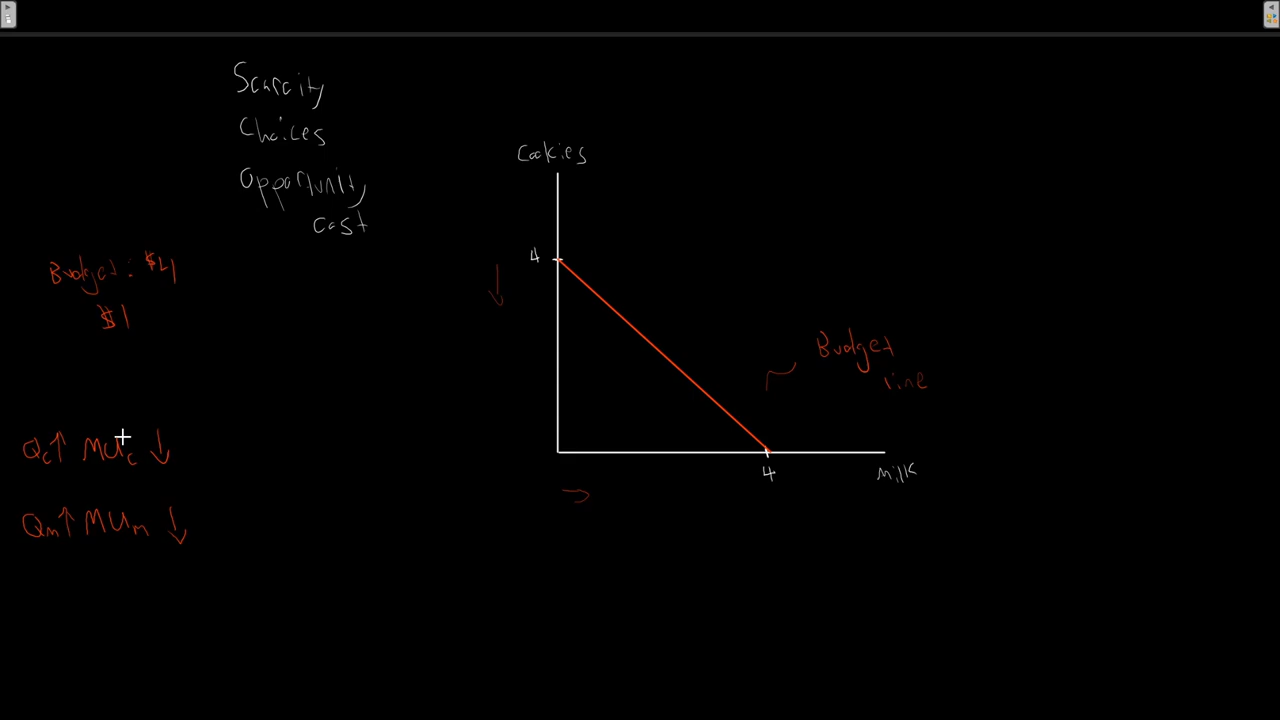 Scarcity
Choices
Opportunity
cost
Budget: $4
$1
Qc↑ MUc ↓
Qm↑ MUm ↓
Cookies
4
Budget
line
4
Milk